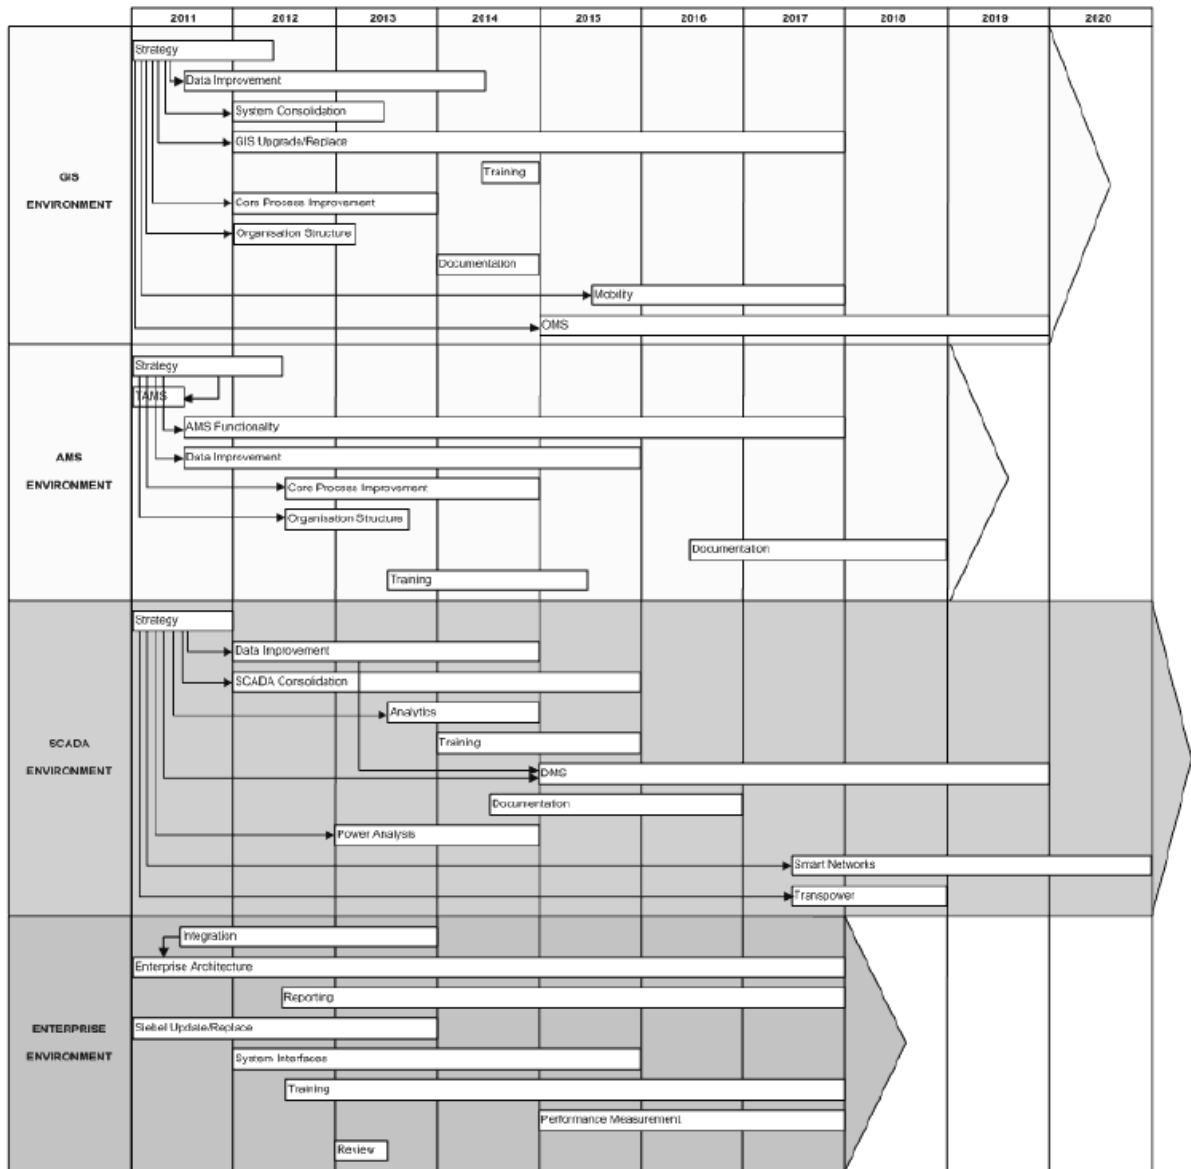 2011 2012 2013 2014 2015 2016 2017 2018 2019 2020
GIS
ENVIRONMENT
Strategy
Data Improvement
System Consolidation
GIS Upgrade/Replace
Training
Core Process Improvement
Organisation Structure
Documentation
Mobility
OMS
AMS
ENVIRONMENT
Strategy
TAMS
AMS Functionality
Data Improvement
Core Process Improvement
Organisation Structure
Documentation
Training
SCADA
ENVIRONMENT
Strategy
Data Improvement
SCADA Consolidation
Analytics
Training
DMS
Documentation
Power Analysis
Smart Networks
Transpower
ENTERPRISE
ENVIRONMENT
Integration
Enterprise Architecture
Reporting
Siebel Update/Replace
System Interfaces
Training
Performance Measurement
Review